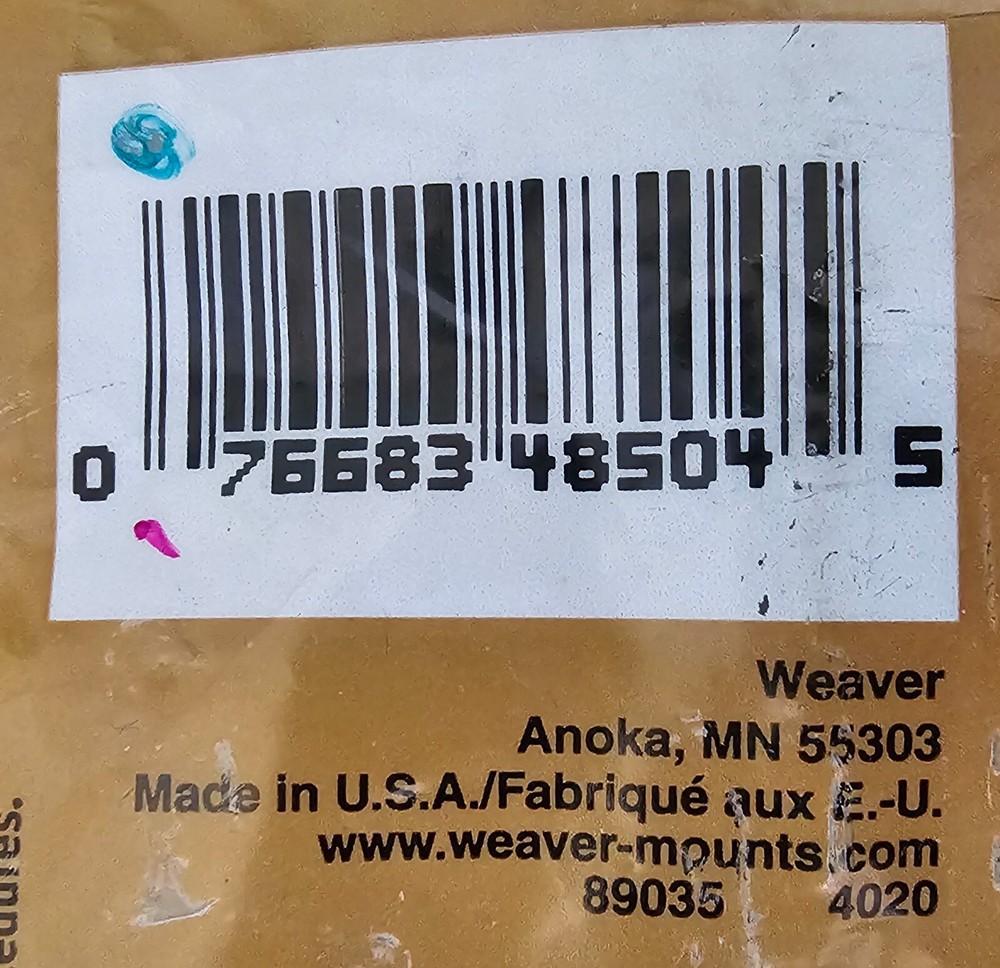 0 76683 48504 5
Weaver
Anoka, MN 55303
Made in U.S.A./Fabriqué aux E.-U.
www.weaver-mounts.com
89035 4020